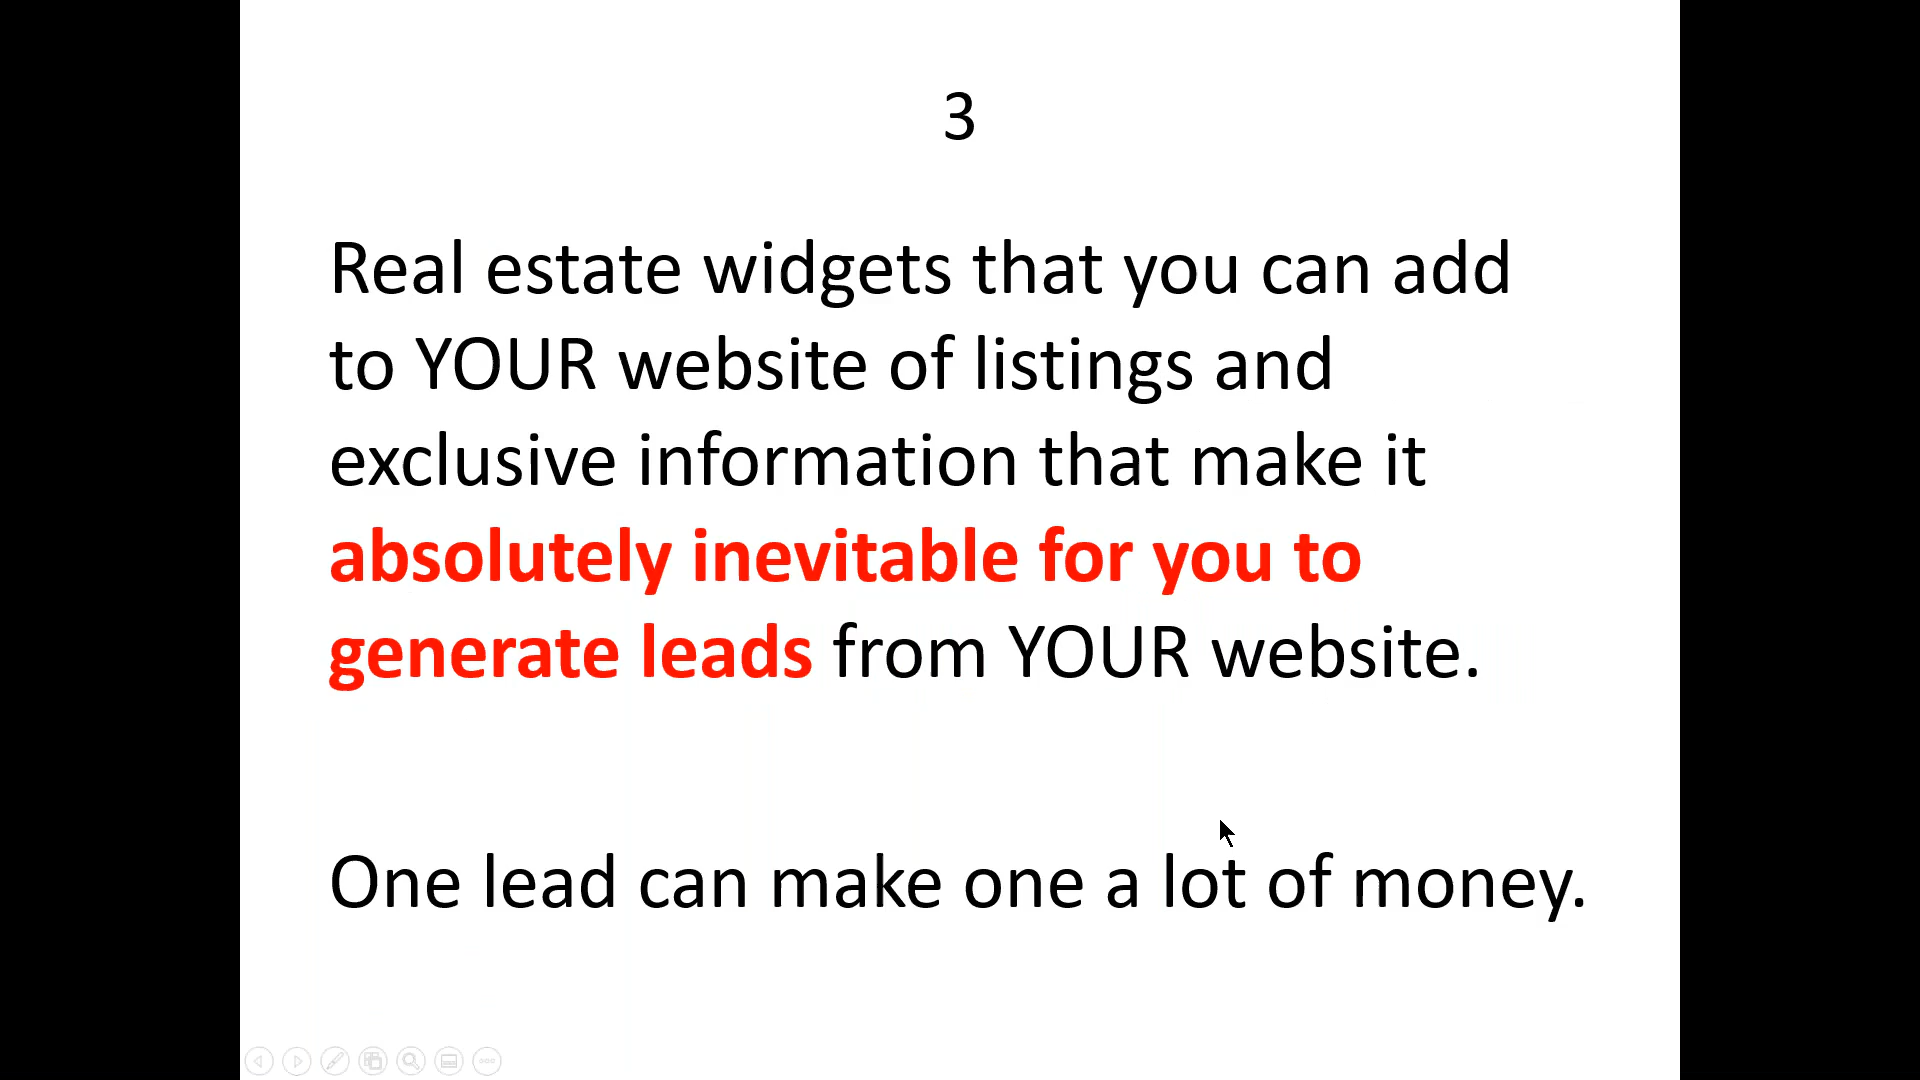 3
Real estate widgets that you can add
to YOUR website of listings and
exclusive information that make it
absolutely inevitable for you to
generate leads from YOUR website.
One lead can make one a lot of money.